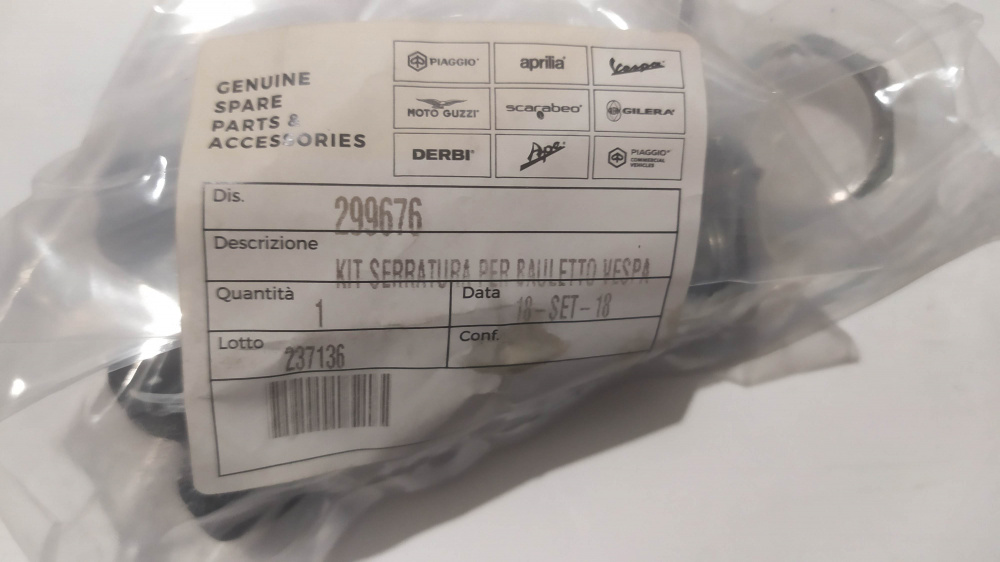 GENUINE
SPARE
PARTS &
ACCESSORIES
PIAGGIO
aprilia
Vespa
MOTO GUZZI
scarabeo
GILERA
DERBI
Ape
PIAGGIO
COMMERCIAL
VEHICLES
Dis.
299676
Descrizione
KIT SERRATURA PER BAULETTO VESPA
Quantità
1
Data
18-SET-18
Lotto
237136
Conf.